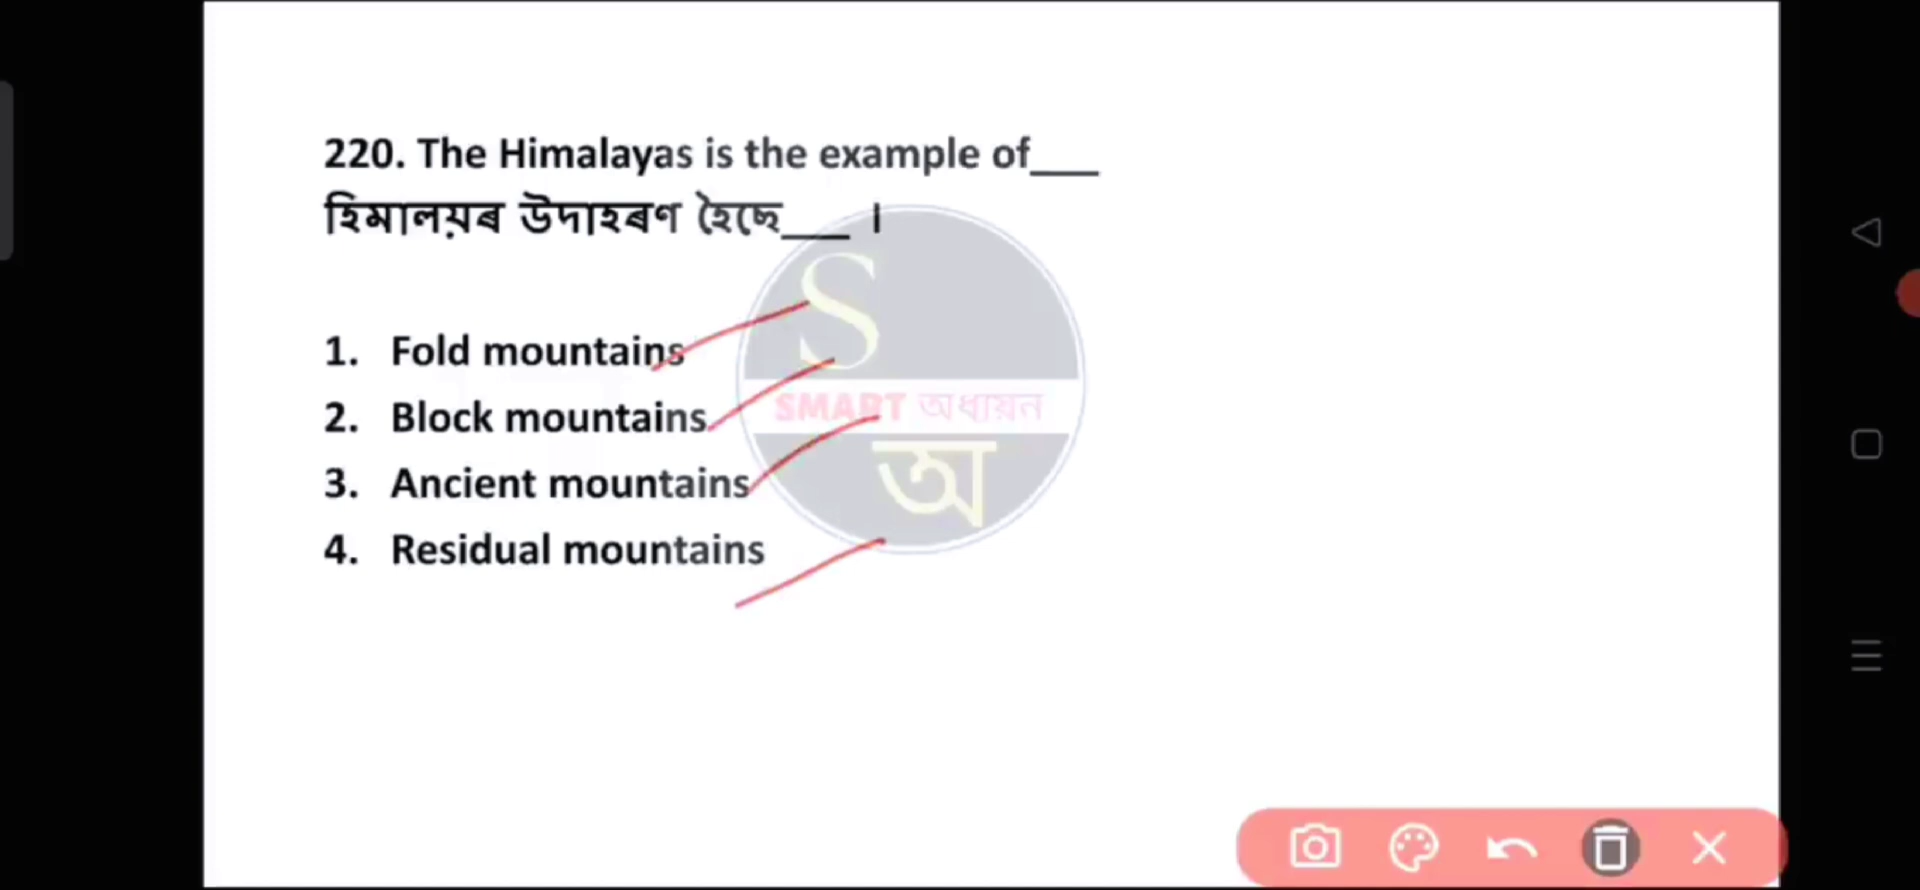 220. The Himalayas is the example of___
হিমালয়ৰ উদাহৰণ হৈছে___ ।
S
1. Fold mountains
2. Block mountains
SMART অধ্যয়ন
3. Ancient mountains
অ
4. Residual mountains